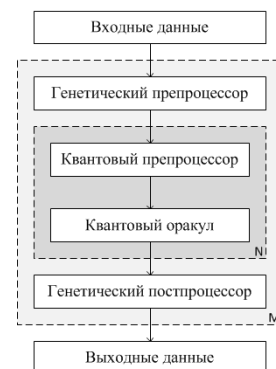 Входные данные
Генетический препроцессор
Квантовый препроцессор
Квантовый оракул
N
Генетический постпроцессор
M
Выходные данные